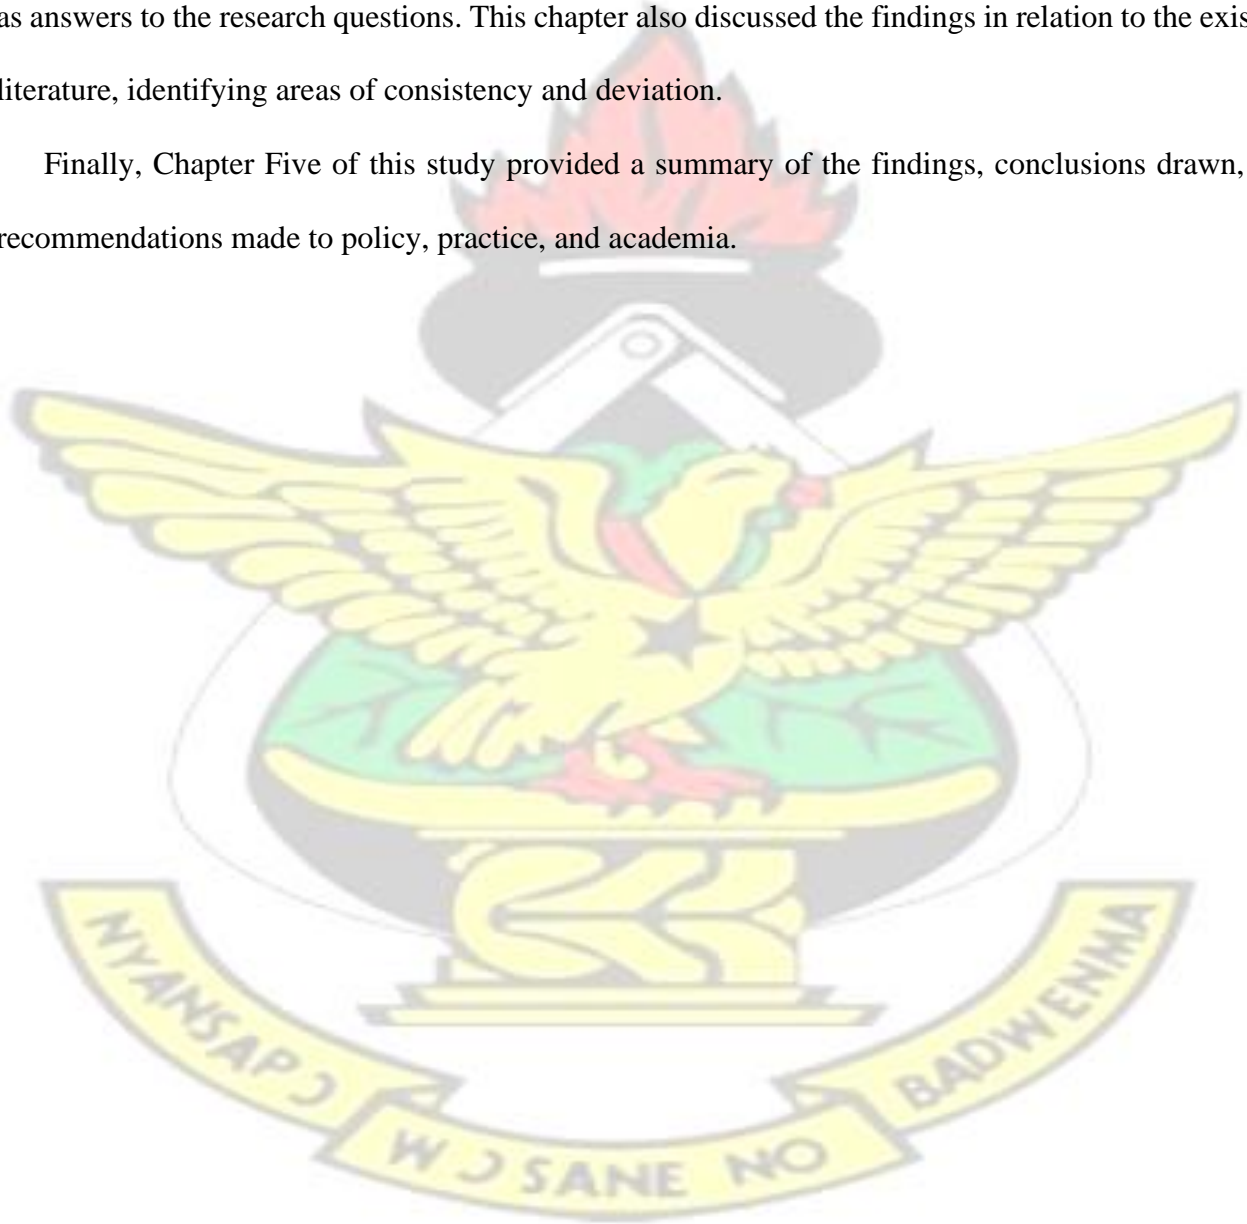 as answers to the research questions. This chapter also discussed the findings in relation to the exis
literature, identifying areas of consistency and deviation.
Finally, Chapter Five of this study provided a summary of the findings, conclusions drawn,
recommendations made to policy, practice, and academia.
NYANSAPƆ
WƆSANE NO
BADWENMA